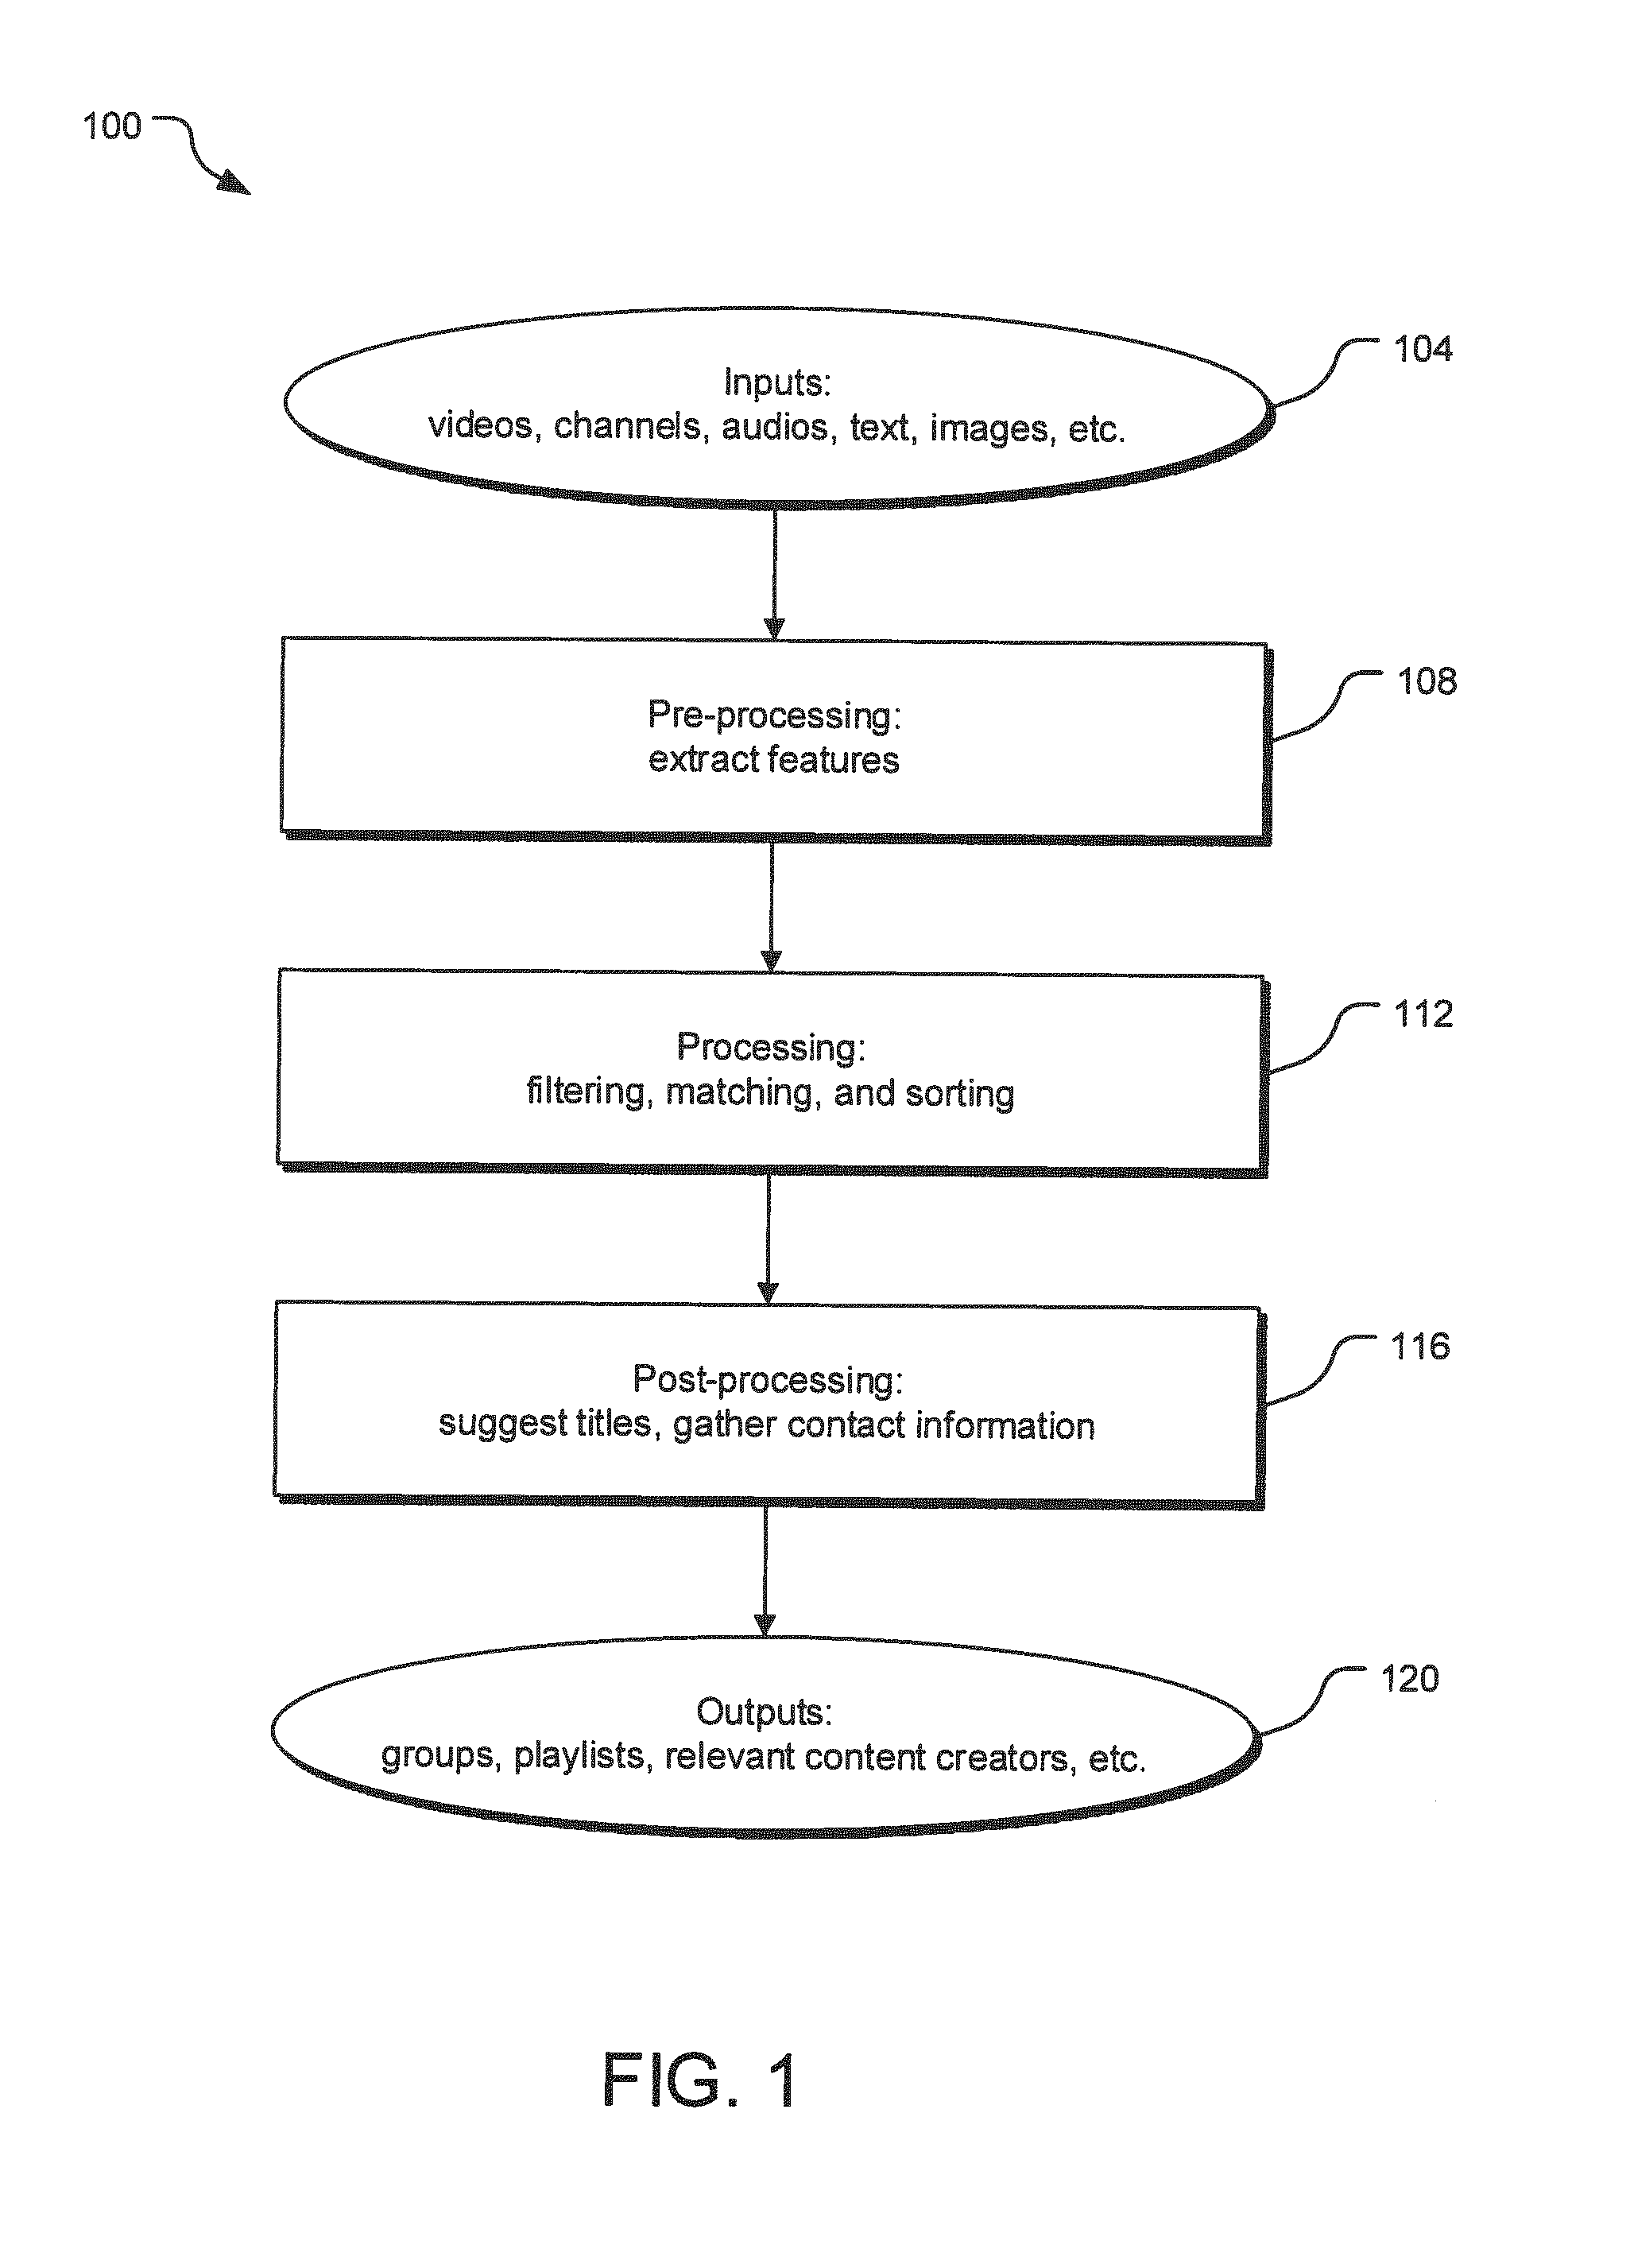 100
104
Inputs:
videos, channels, audios, text, images, etc.
108
Pre-processing:
extract features
112
Processing:
filtering, matching, and sorting
116
Post-processing:
suggest titles, gather contact information
120
Outputs:
groups, playlists, relevant content creators, etc.
FIG. 1